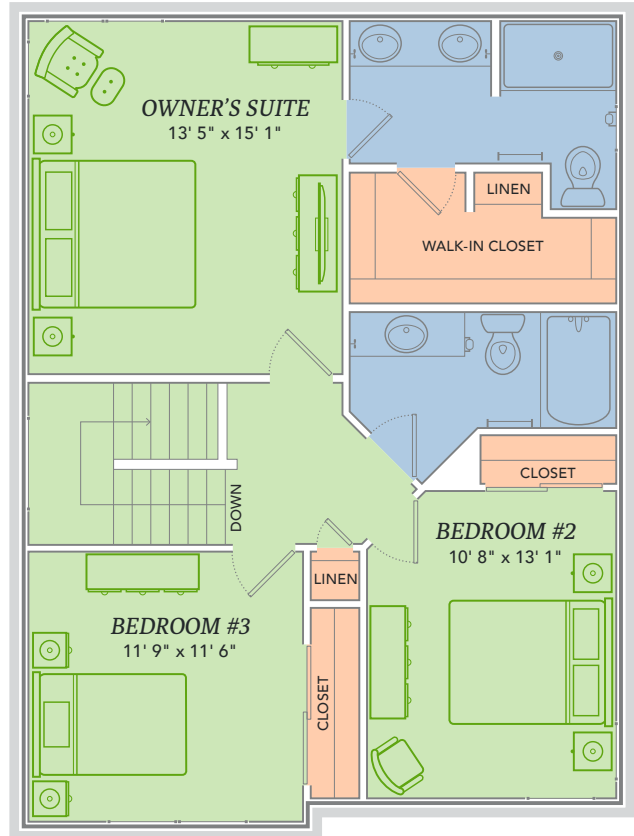 OWNER'S SUITE
13' 5" x 15' 1"
LINEN
WALK-IN CLOSET
CLOSET
DOWN
BEDROOM #2
10' 8" x 13' 1"
LINEN
BEDROOM #3
11' 9" x 11' 6"
CLOSET